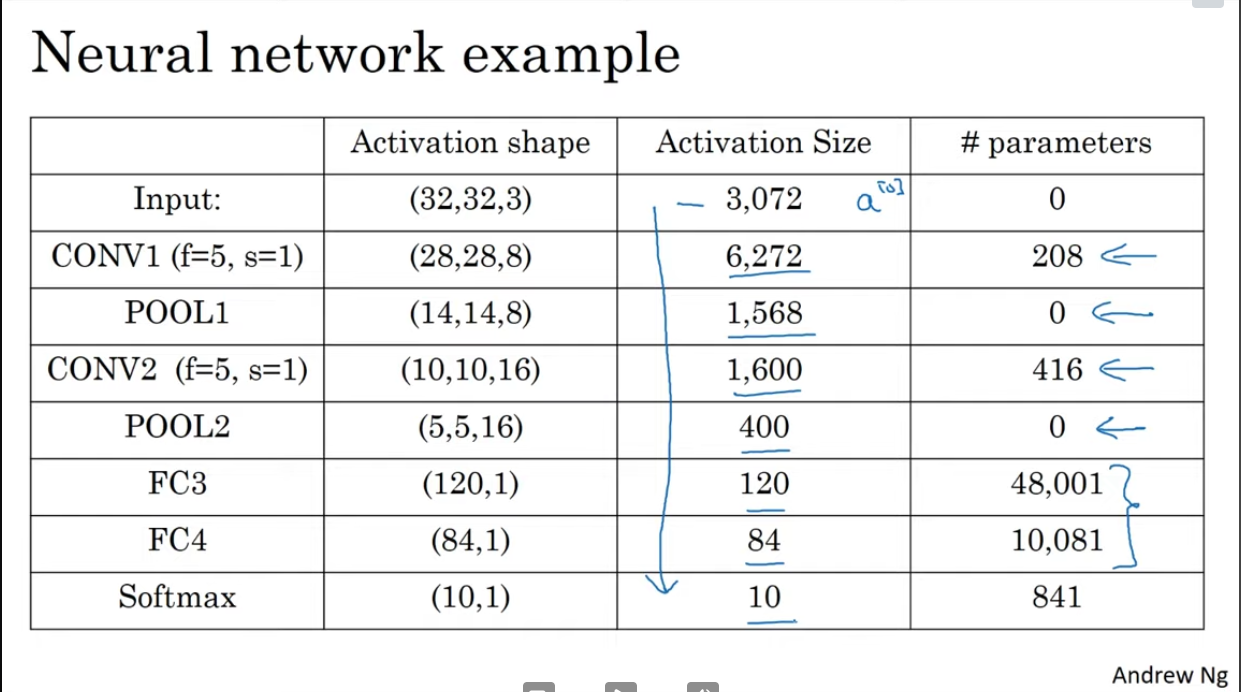 Neural network example
Activation shape Activation Size # parameters
Input: (32,32,3) 3,072 a[0] 0
CONV1 (f=5, s=1) (28,28,8) 6,272 208
POOL1 (14,14,8) 1,568 0
CONV2 (f=5, s=1) (10,10,16) 1,600 416
POOL2 (5,5,16) 400 0
FC3 (120,1) 120 48,001
FC4 (84,1) 84 10,081
Softmax (10,1) 10 841
Andrew Ng